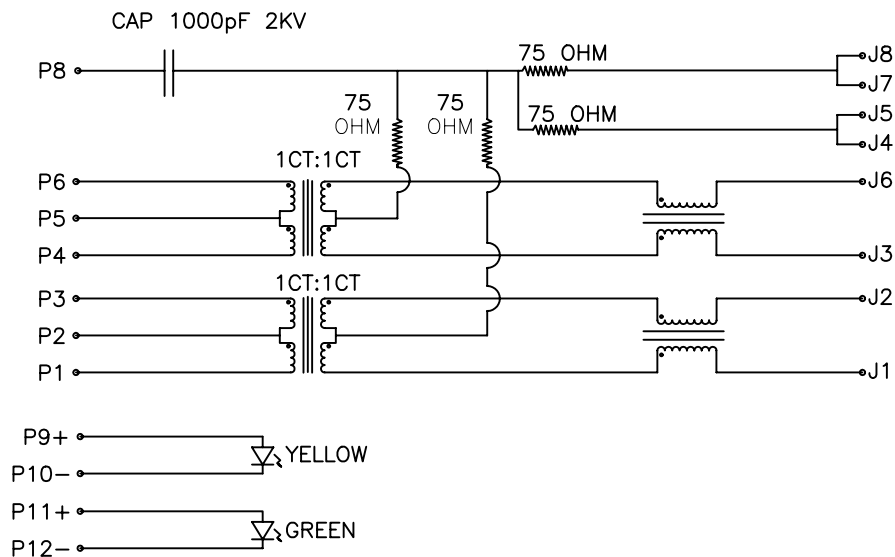 CAP 1000pF 2KV
P8
75 OHM
J8
J7
75
OHM
75
OHM
75 OHM
J5
J4
1CT:1CT
P6
J6
P5
P4
J3
1CT:1CT
P3
J2
P2
P1
J1
P9+
YELLOW
P10-
P11+
GREEN
P12-